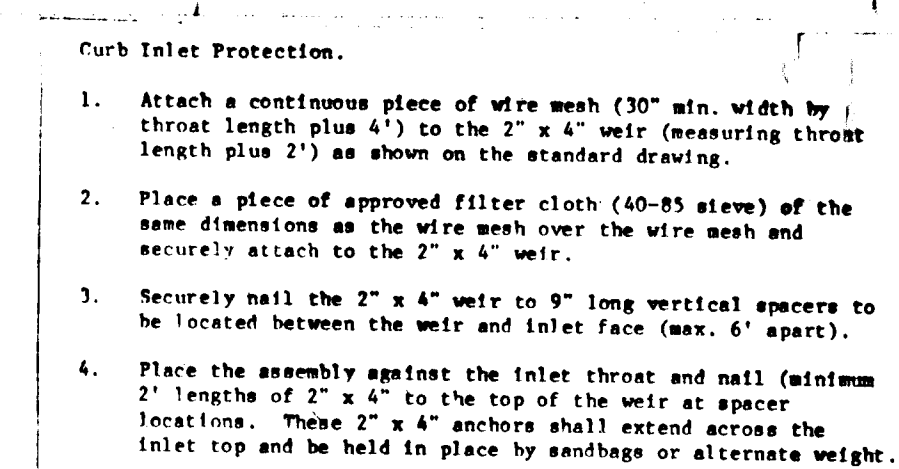 Curb Inlet Protection.
1. Attach a continuous piece of wire mesh (30" min. width by
throat length plus 4') to the 2" x 4" weir (measuring throat
length plus 2') as shown on the standard drawing.
2. Place a piece of approved filter cloth (40-85 sieve) of the
same dimensions as the wire mesh over the wire mesh and
securely attach to the 2" x 4" weir.
3. Securely nail the 2" x 4" weir to 9" long vertical spacers to
be located between the weir and inlet face (max. 6' apart).
4. Place the assembly against the inlet throat and nail (minimum
2' lengths of 2" x 4" to the top of the weir at spacer
locations. These 2" x 4" anchors shall extend across the
inlet top and be held in place by sandbags or alternate weight.